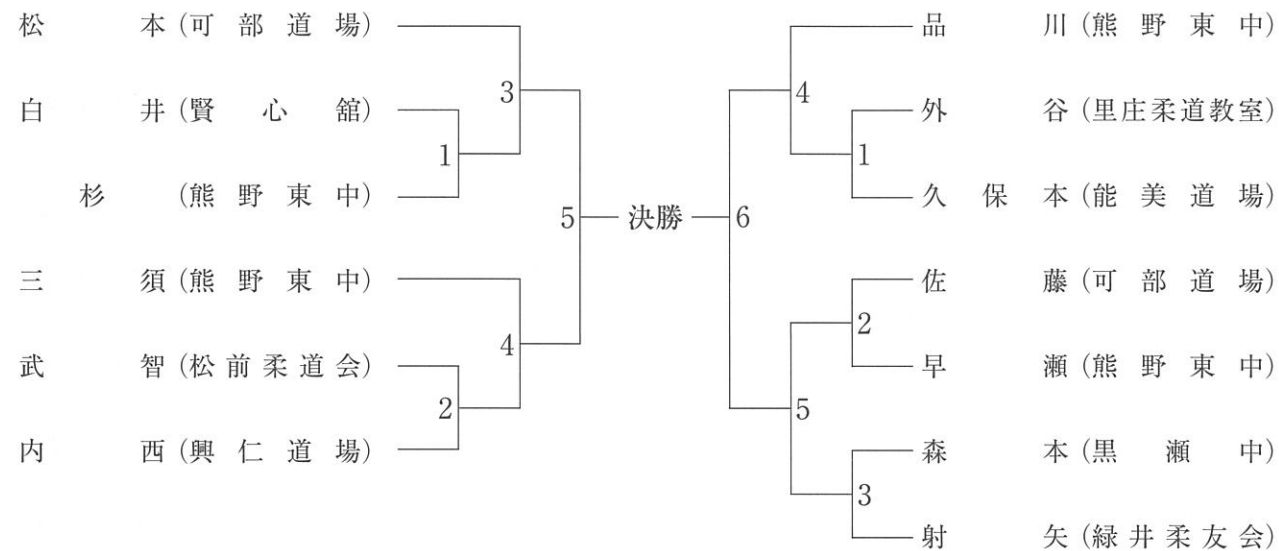 松本(可部道場) 品川(熊野東中)
3 4
白井(賢心舘) 外谷(里庄柔道教室)
1 1
杉(熊野東中) 久保本(能美道場)
5 決勝 6
三須(熊野東中) 佐藤(可部道場)
4 2
武智(松前柔道会) 早瀬(熊野東中)
2 5
内西(興仁道場) 森本(黒瀬中)
3
射矢(緑井柔友会)